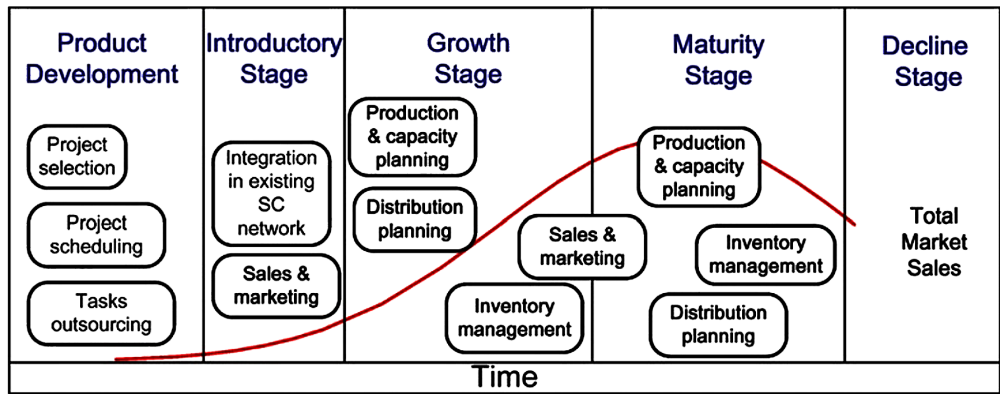 Product
Development
Introductory
Stage
Growth
Stage
Maturity
Stage
Decline
Stage
Project
selection
Project
scheduling
Tasks
outsourcing
Integration
in existing
SC
network
Sales &
marketing
Production
& capacity
planning
Distribution
planning
Sales &
marketing
Inventory
management
Production
& capacity
planning
Inventory
management
Distribution
planning
Total
Market
Sales
Time